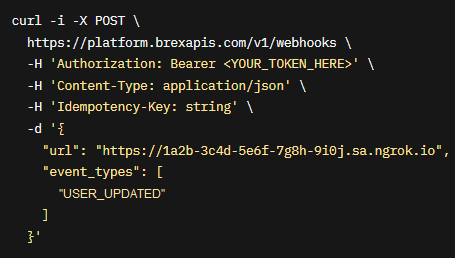 curl -i -X POST \
https://platform.brexapis.com/v1/webhooks \
-H 'Authorization: Bearer <YOUR_TOKEN_HERE>' \
-H 'Content-Type: application/json' \
-H 'Idempotency-Key: string' \
-d '{
"url": "https://1a2b-3c4d-5e6f-7g8h-9i0j.sa.ngrok.io",
"event_types": [
"USER_UPDATED"
]
}'